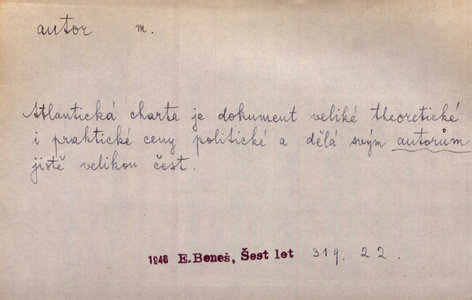 autor m.
Atlantická charta je dokument veliké theoretické
i praktické ceny politické a dělá svým autorům
jistě velikou čest.
1946 E. Beneš, Šest let 319. 22.